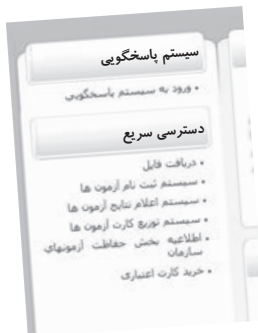 سیستم پاسخگویی
• ورود به سیستم پاسخگویی
دسترسی سریع
• دریافت فایل
• سیستم ثبت نام آزمون ها
• سیستم اعلام نتایج آزمون ها
• سیستم توزیع کارت آزمون ها
• اطلاعیه بخش حفاظت آزمونهای
سازمان
• خرید کارت اعتباری